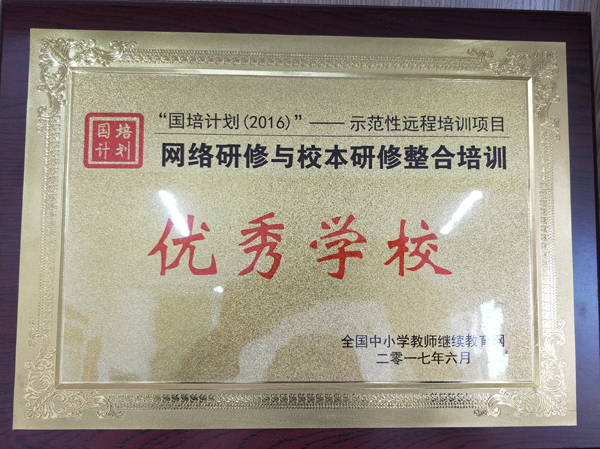 国培
计划
“国培计划(2016)”——示范性远程培训项目
网络研修与校本研修整合培训
优秀学校
全国中小学教师继续教育网
二零一七年六月